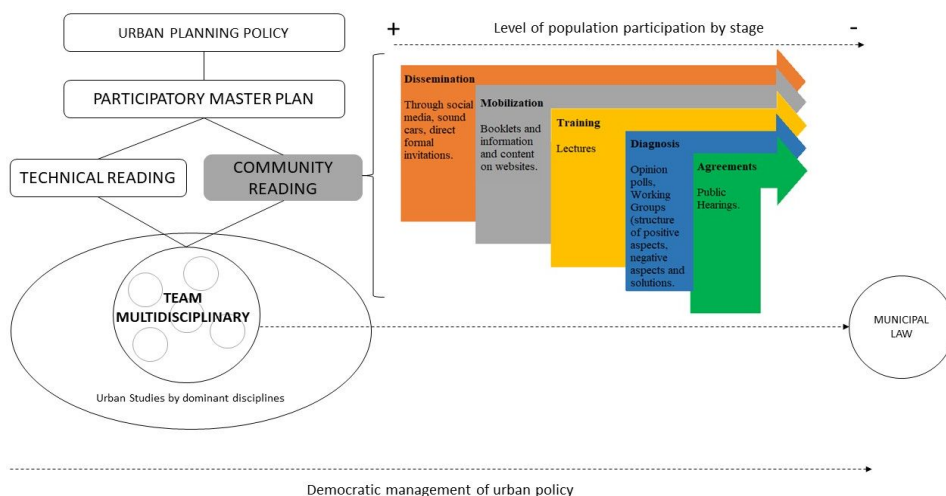 URBAN PLANNING POLICY
PARTICIPATORY MASTER PLAN
TECHNICAL READING
COMMUNITY
READING
TEAM
MULTIDISCIPLINARY
Urban Studies by dominant disciplines
+
Level of population participation by stage
-
Dissemination
Through social
media, sound
cars, direct
formal
invitations.
Mobilization
Booklets and
information
and content
on websites.
Training
Lectures
Diagnosis
Opinion
polls,
Working
Groups
(structure
of positive
aspects,
negative
aspects and
solutions.
Agreements
Public
Hearings.
MUNICIPAL
LAW
Democratic management of urban policy